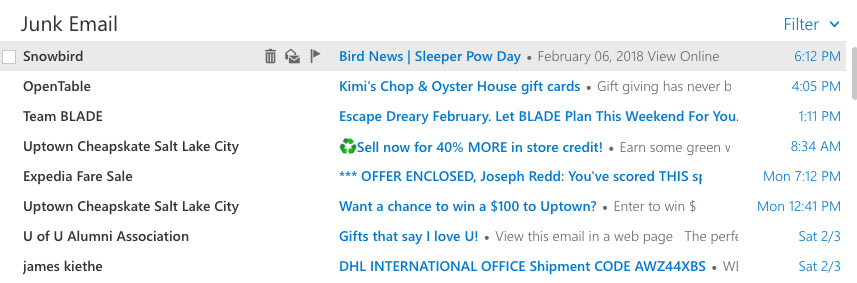 Junk Email Filter
Snowbird Bird News | Sleeper Pow Day • February 06, 2018 View Online 6:12 PM
OpenTable Kimi's Chop & Oyster House gift cards • Gift giving has never b 4:05 PM
Team BLADE Escape Dreary February. Let BLADE Plan This Weekend For You. 1:11 PM
Uptown Cheapskate Salt Lake City ♻Sell now for 40% MORE in store credit! • Earn some green w 8:34 AM
Expedia Fare Sale *** OFFER ENCLOSED, Joseph Redd: You've scored THIS sp Mon 7:12 PM
Uptown Cheapskate Salt Lake City Want a chance to win a $100 to Uptown? • Enter to win $ Mon 12:41 PM
U of U Alumni Association Gifts that say I love U! • View this email in a web page The perfe Sat 2/3
james kiethe DHL INTERNATIONAL OFFICE Shipment CODE AWZ44XBS • Wh Sat 2/3